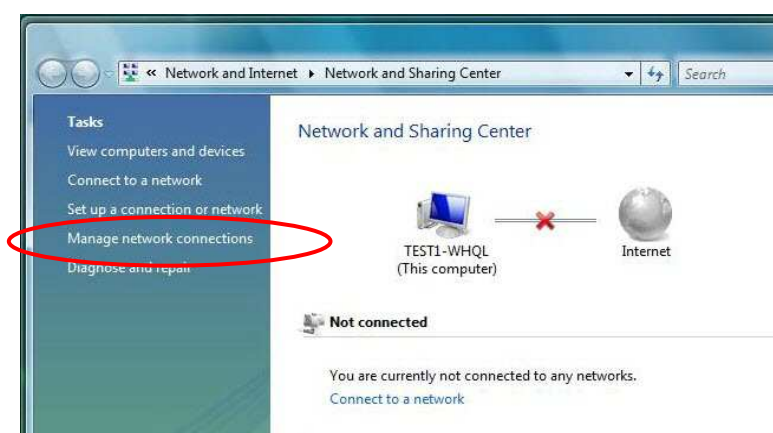 « Network and Internet ▸ Network and Sharing Center
Search
Tasks
View computers and devices
Connect to a network
Set up a connection or network
Manage network connections
Diagnose and repair
Network and Sharing Center
TEST1-WHQL
(This computer)
Internet
Not connected
You are currently not connected to any networks.
Connect to a network